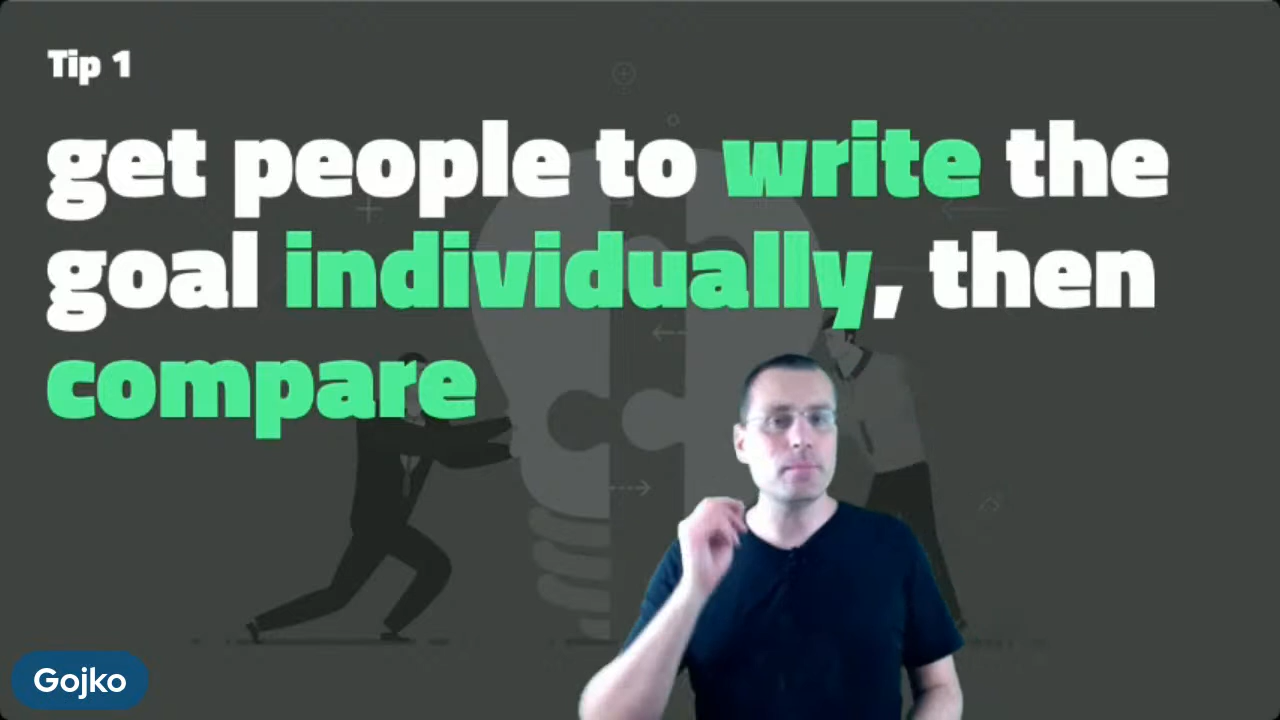 Tip 1
get people to write the
goal individually, then
compare
Gojko